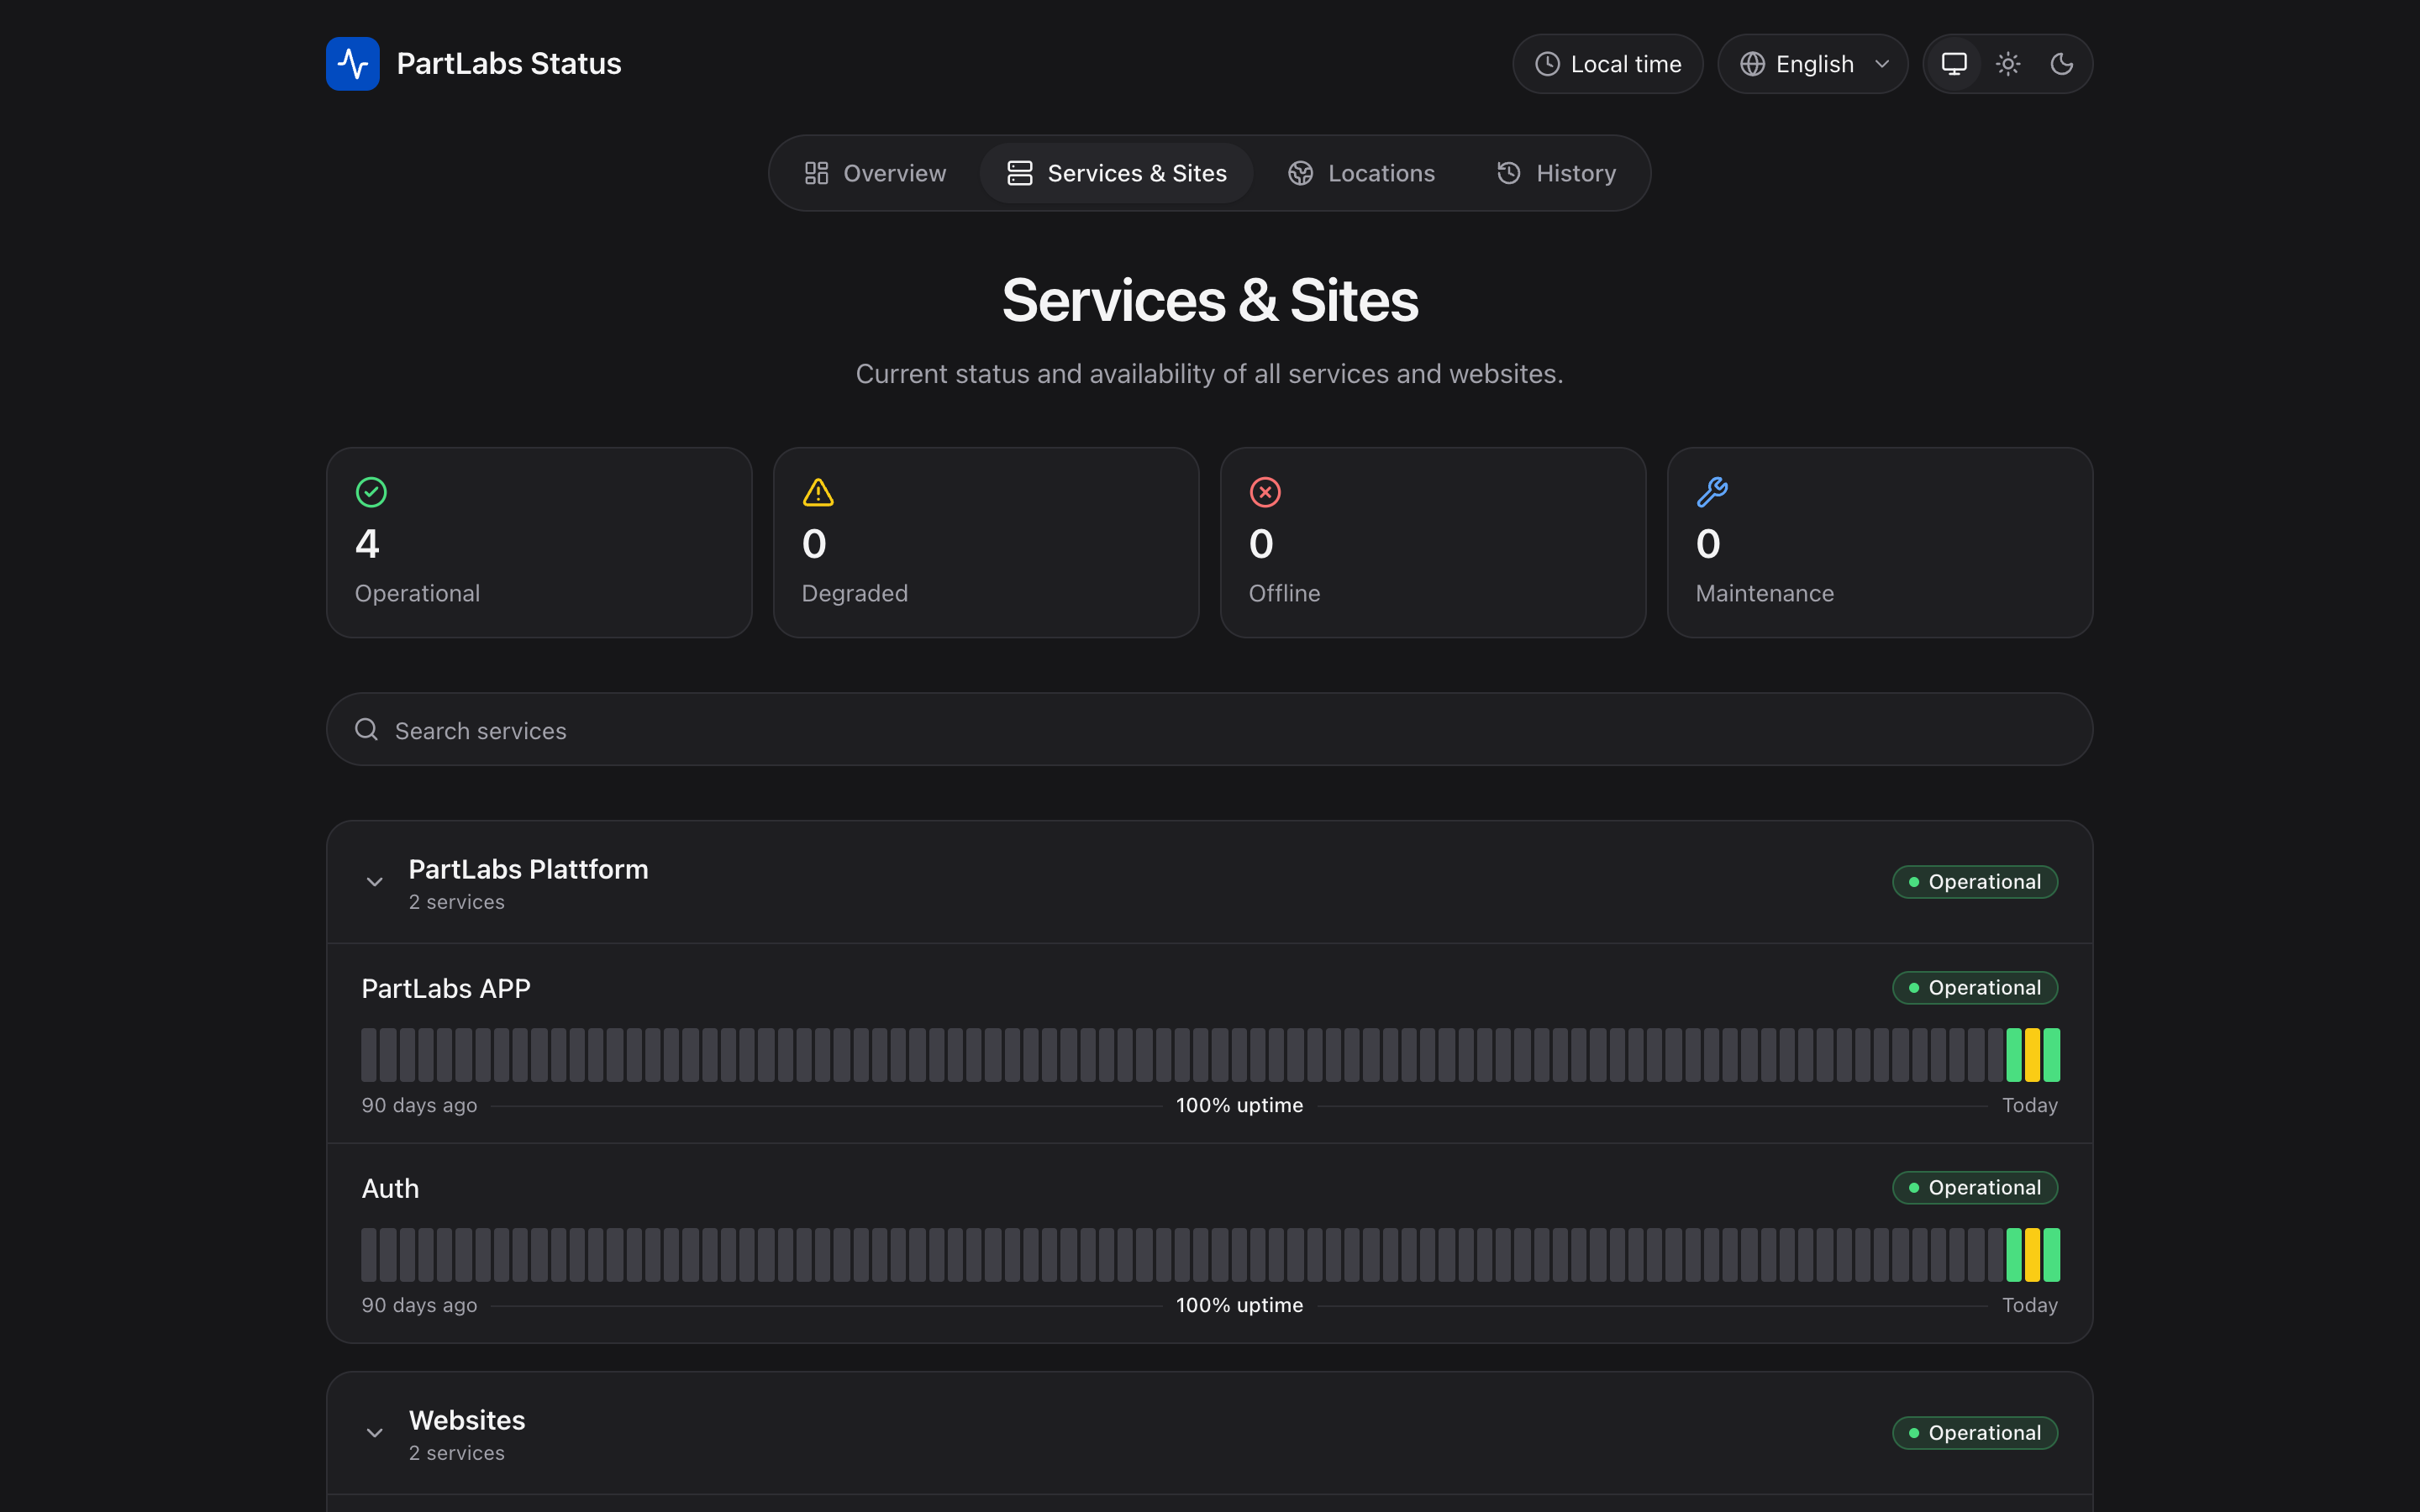 PartLabs Status
Local time
English
Overview
Services & Sites
Locations
History
Services & Sites
Current status and availability of all services and websites.
4
Operational
0
Degraded
0
Offline
0
Maintenance
Search services
PartLabs Plattform
2 services
Operational
PartLabs APP
Operational
90 days ago
100% uptime
Today
Auth
Operational
90 days ago
100% uptime
Today
Websites
2 services
Operational